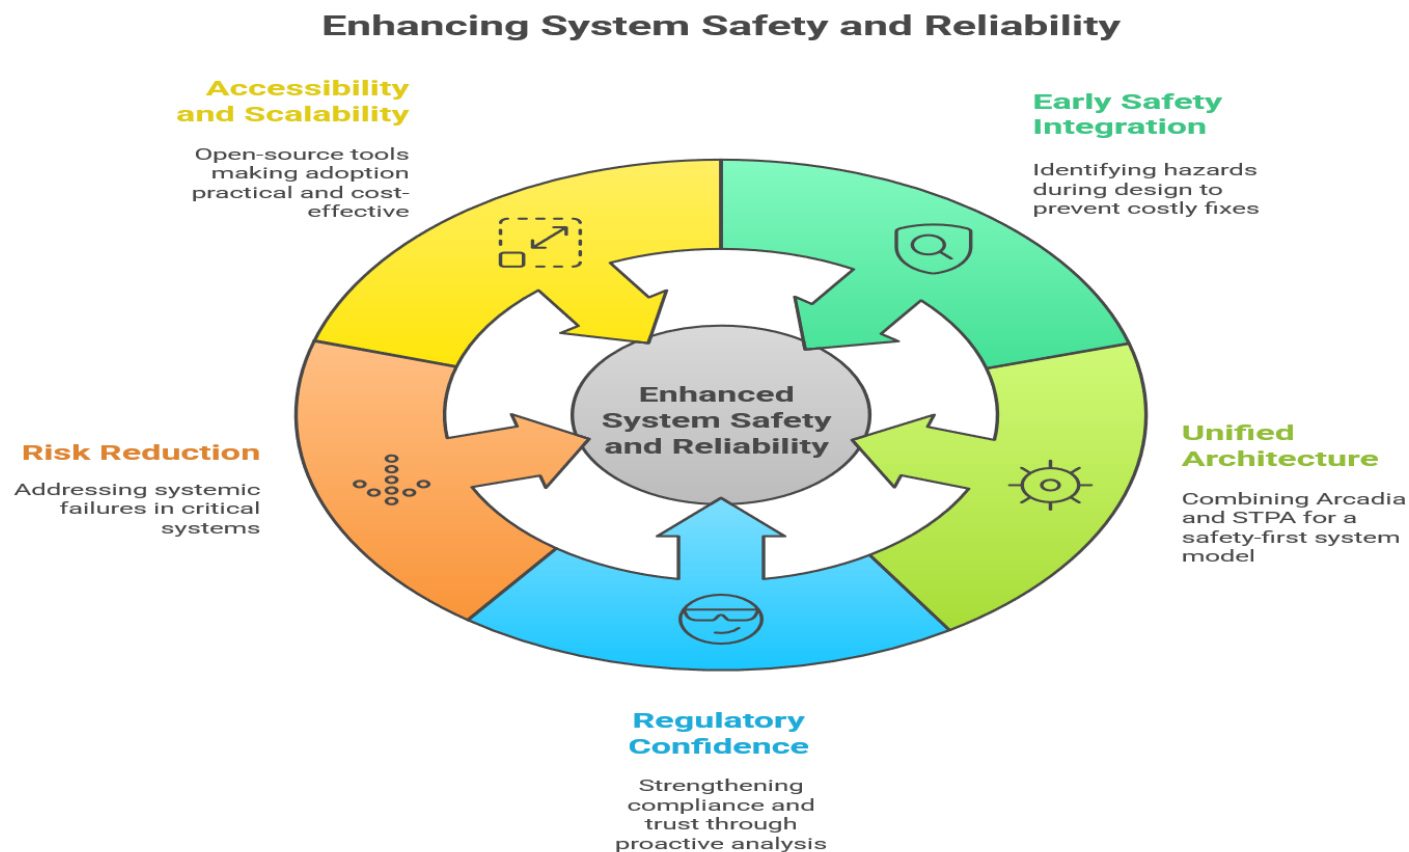 Enhancing System Safety and Reliability
Accessibility
and Scalability
Open-source tools
making adoption
practical and cost-
effective
Early Safety
Integration
Identifying hazards
during design to
prevent costly fixes
Enhanced
System Safety
and Reliability
Risk Reduction
Addressing systemic
failures in critical
systems
Unified
Architecture
Combining Arcadia
and STPA for a
safety-first system
model
Regulatory
Confidence
Strengthening
compliance and
trust through
proactive analysis